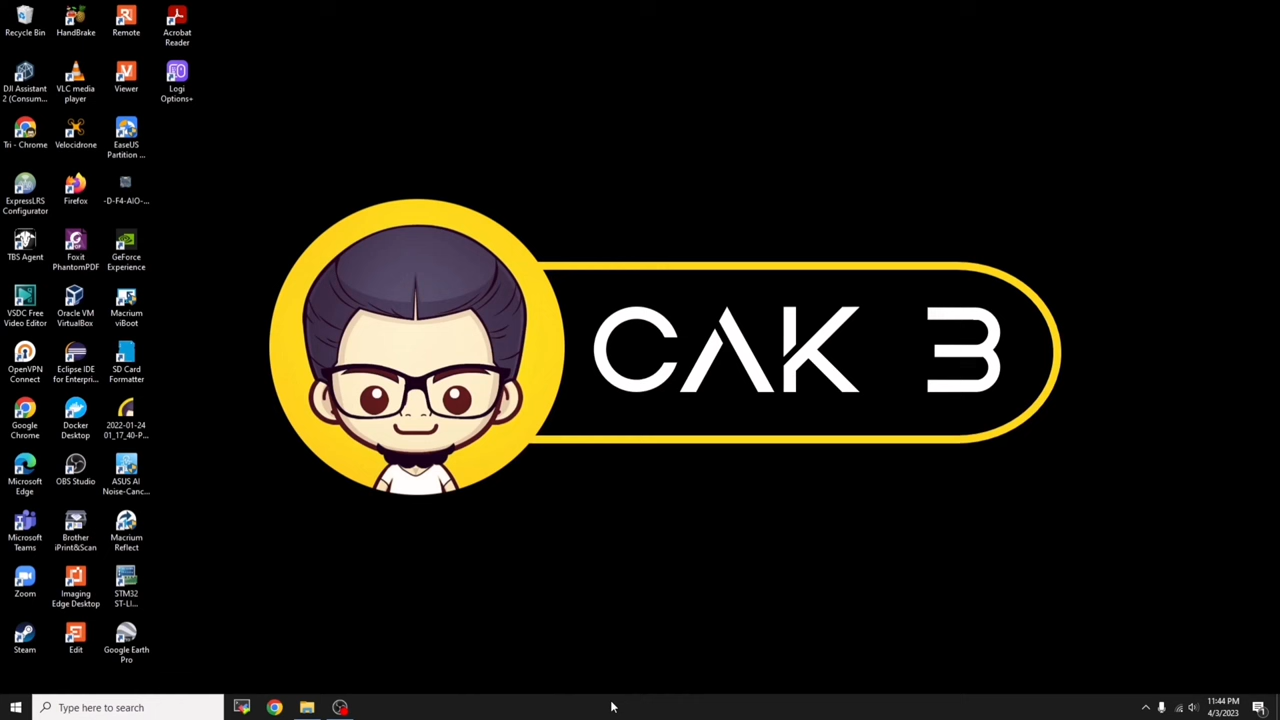 Recycle Bin
HandBrake
Remote
Acrobat
Reader
DJI Assistant
2 (Consum...
VLC media
player
Viewer
Logi
Options+
Tri - Chrome
Velocidrone
EaseUS
Partition ...
ExpressLRS
Configurator
Firefox
-D-F4-AIO-...
TBS Agent
Foxit
PhantomPDF
GeForce
Experience
VSDC Free
Video Editor
Oracle VM
VirtualBox
Macrium
viBoot
OpenVPN
Connect
Eclipse IDE
for Enterpri...
SD Card
Formatter
Google
Chrome
Docker
Desktop
2022-01-24
01_17_40-P...
Microsoft
Edge
OBS Studio
ASUS AI
Noise-Canc...
Microsoft
Teams
Brother
iPrint&Scan
Macrium
Reflect
Zoom
Imaging
Edge Desktop
STM32
ST-LI...
Steam
Edit
Google Earth
Pro
CAK 3
Type here to search
11:44 PM
4/3/2023